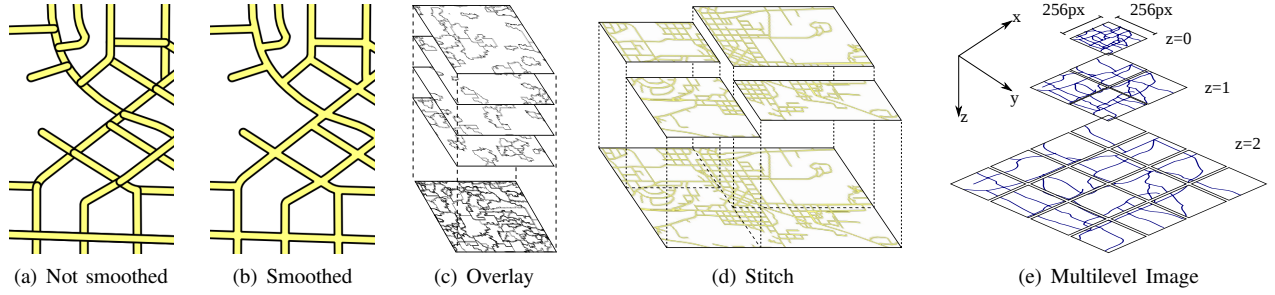 x
256px 256px
z=0
z=1
y
z
z=2
(a) Not smoothed
(b) Smoothed
(c) Overlay
(d) Stitch
(e) Multilevel Image